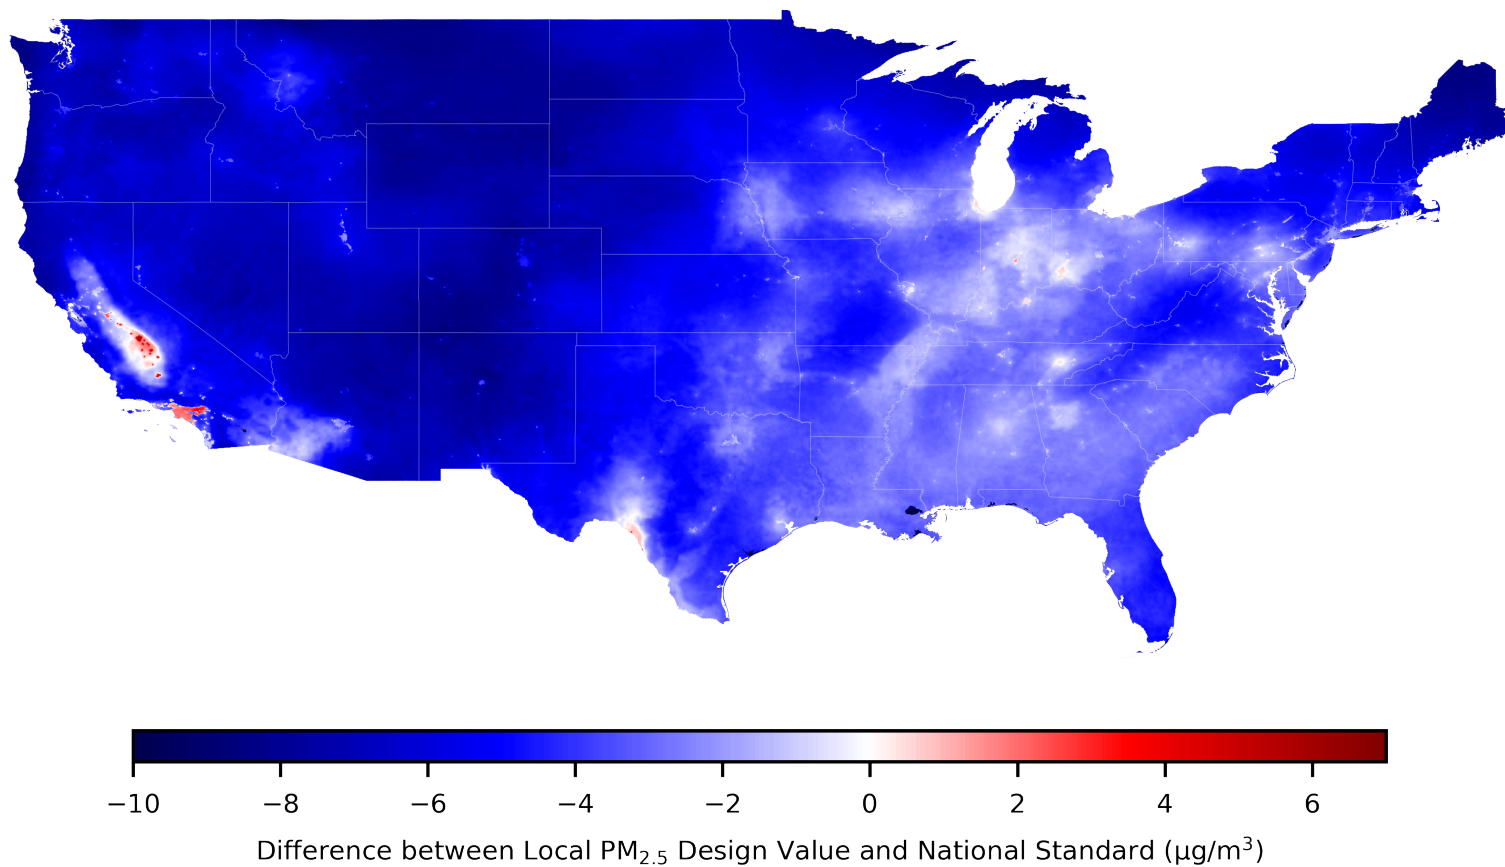 −10 −8 −6 −4 −2 0 2 4 6
Difference between Local PM₂.₅ Design Value and National Standard (μg/m³)